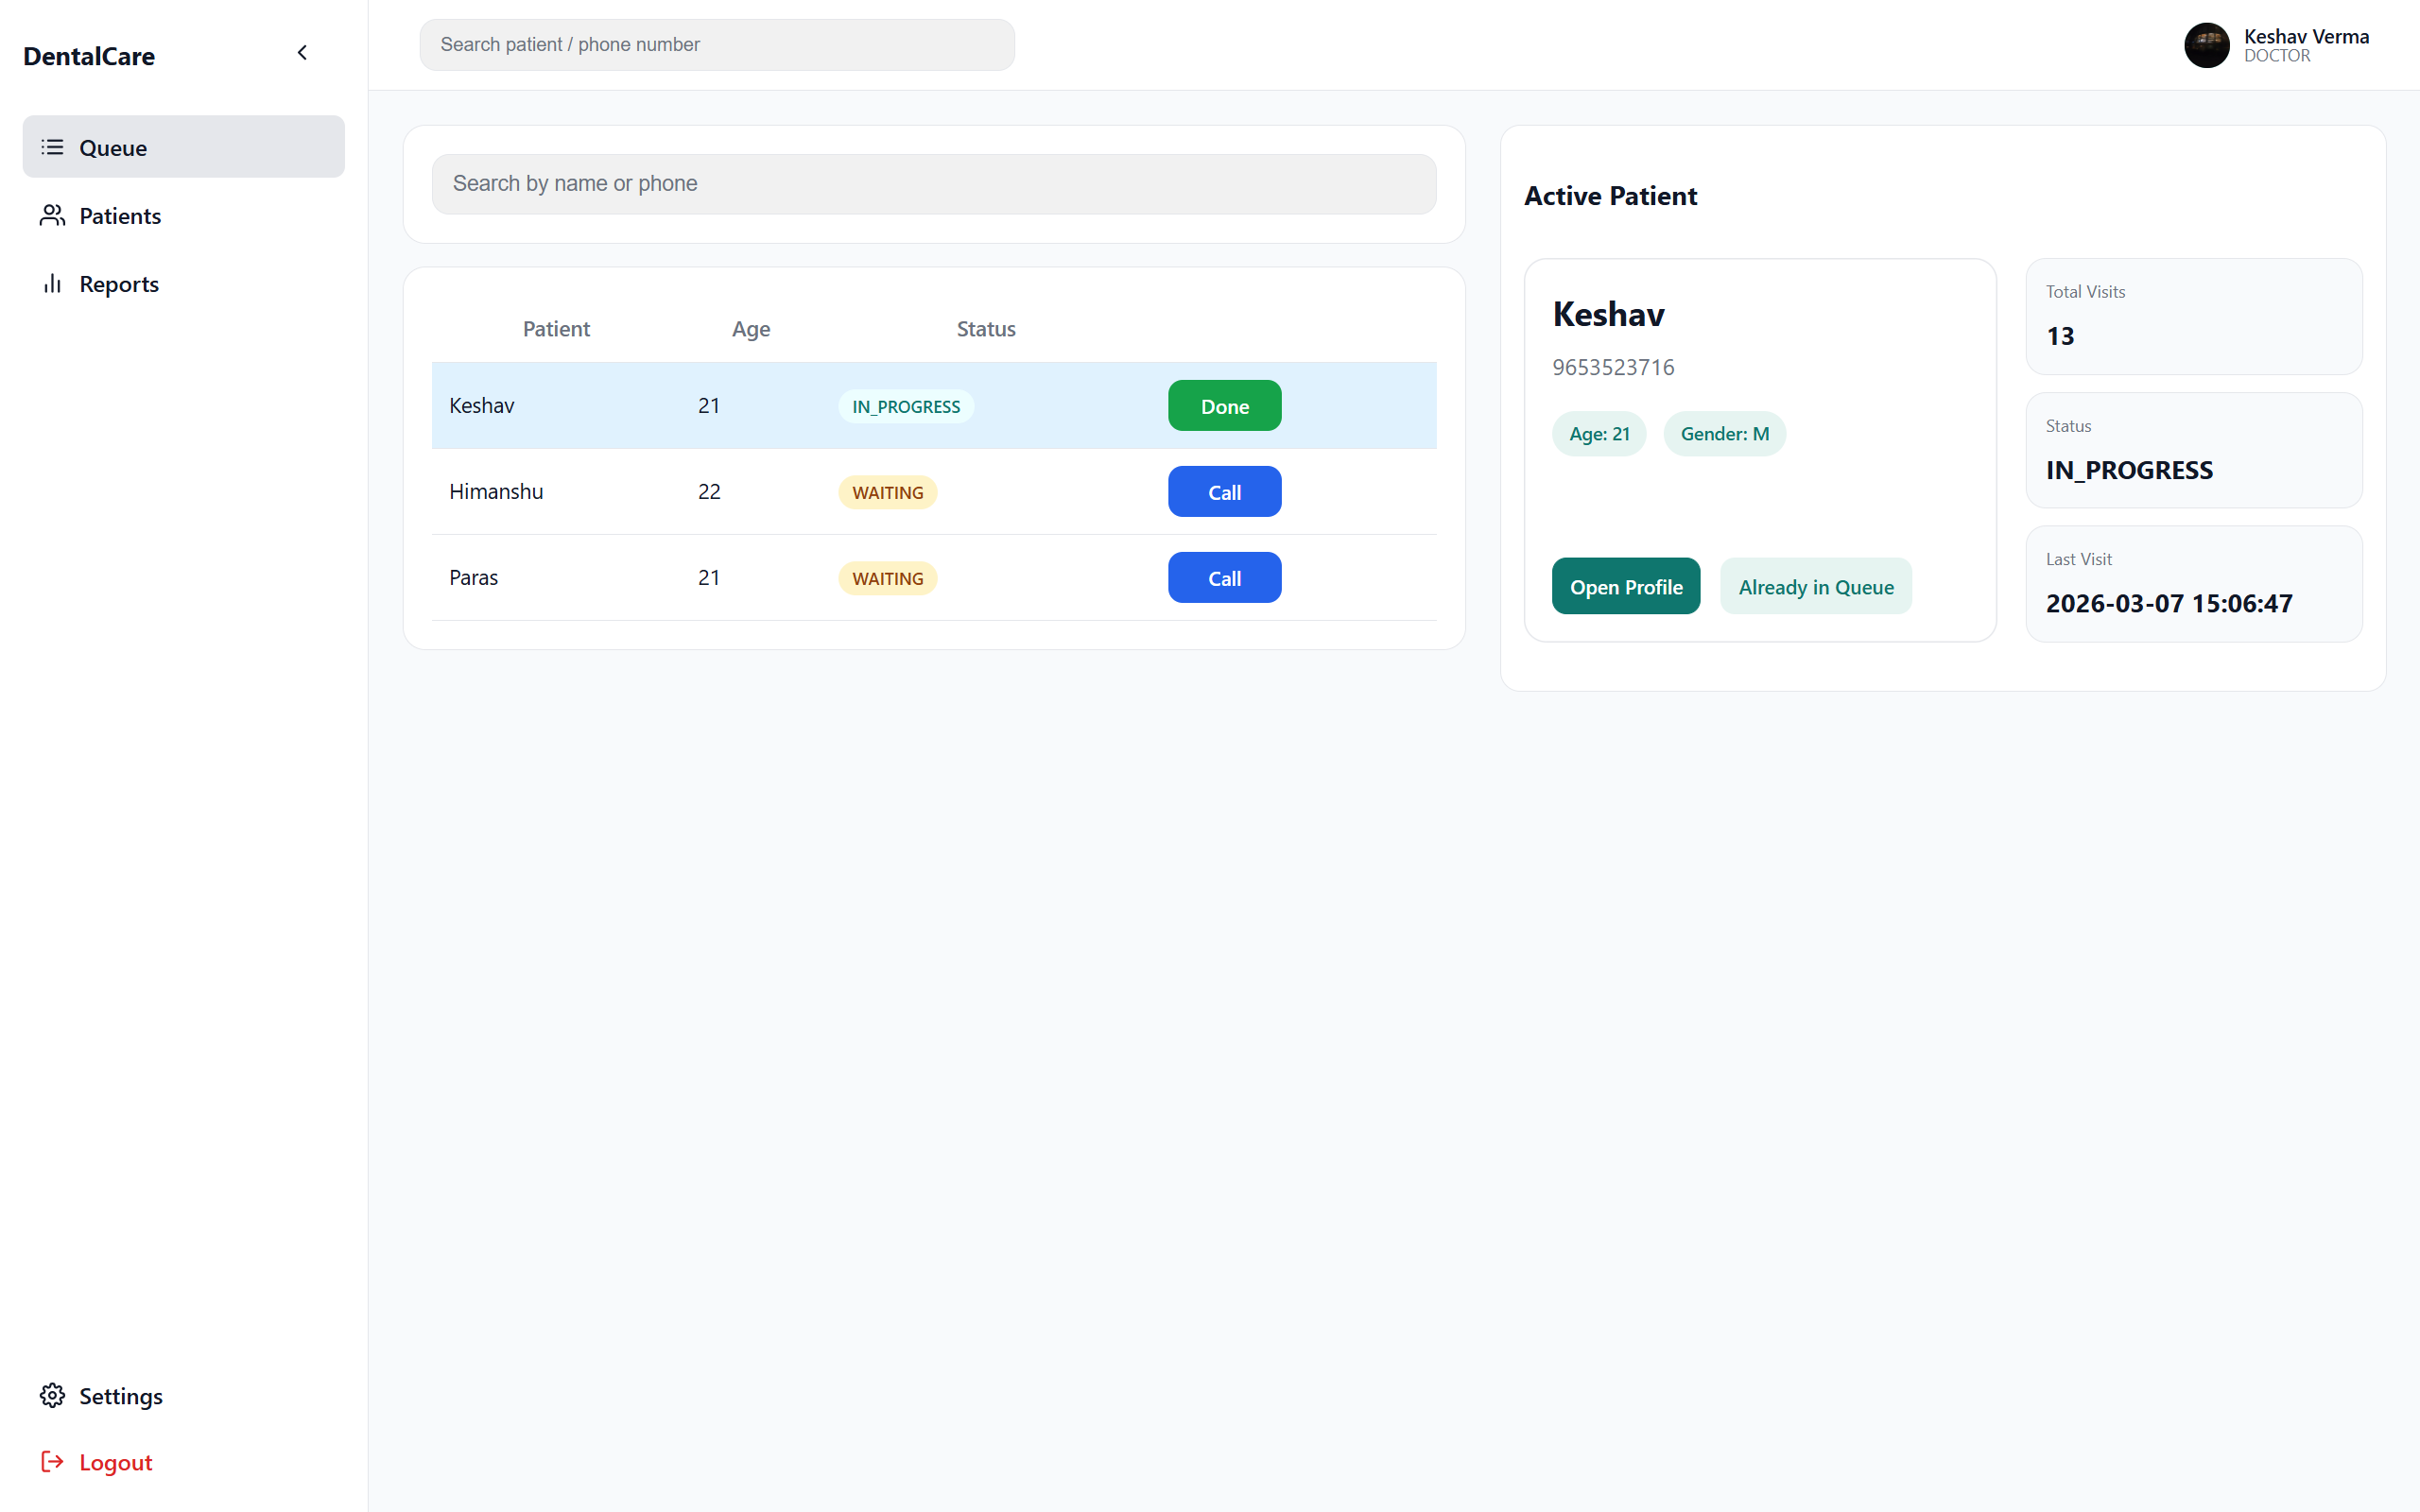 DentalCare
Queue
Patients
Reports
Settings
Logout
Search patient / phone number
Keshav Verma
DOCTOR
Search by name or phone
Patient Age Status
Keshav 21 IN_PROGRESS Done
Himanshu 22 WAITING Call
Paras 21 WAITING Call
Active Patient
Keshav
9653523716
Age: 21 Gender: M
Open Profile Already in Queue
Total Visits
13
Status
IN_PROGRESS
Last Visit
2026-03-07 15:06:47